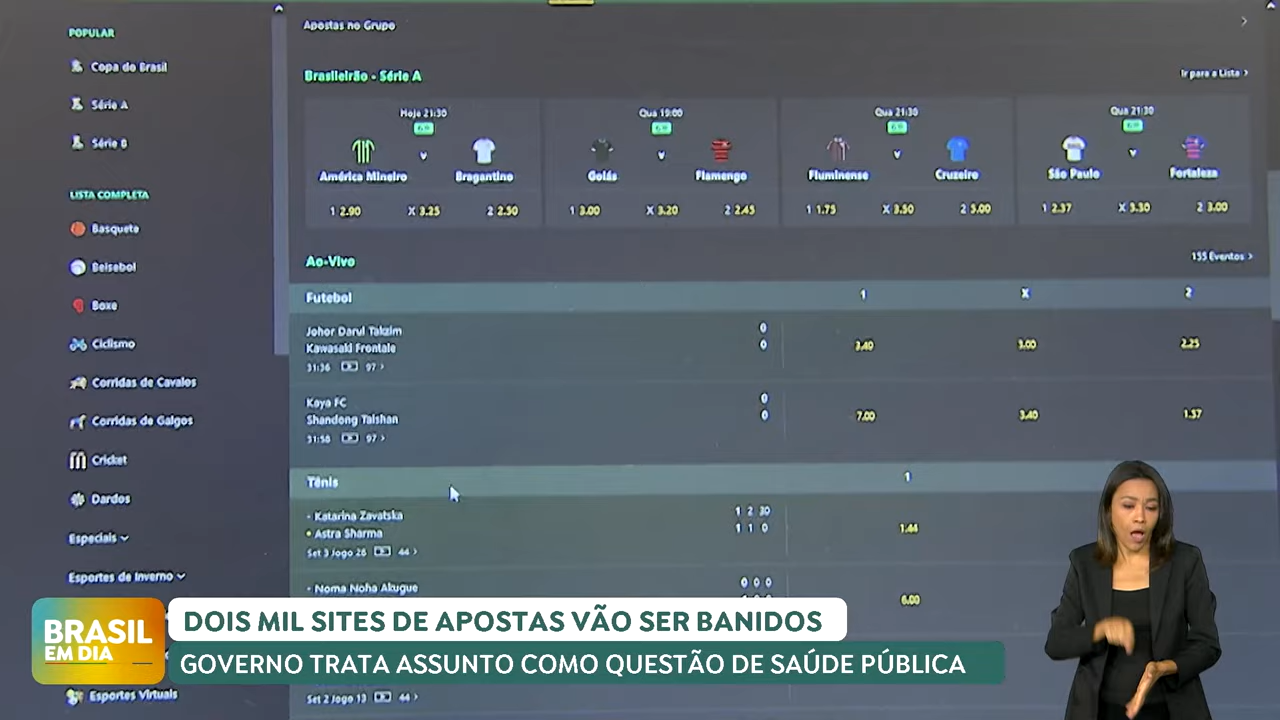 POPULAR
Copa do Brasil
Série A
Série B
LISTA COMPLETA
Basquete
Beisebol
Boxe
Ciclismo
Corridas de Cavalos
Corridas de Galgos
Cricket
Dardos
Especiais
Esportes de Inverno
Esportes Virtuais
Apostas no Grupo
Brasileirão - Série A
Ir para a Lista
Hoje 21:30
v
América Mineiro
Bragantino
1 2.90 X 3.25 2 2.50
Qua 19:00
v
Goiás
Flamengo
1 3.00 X 3.20 2 2.45
Qua 21:30
v
Fluminense
Cruzeiro
1 1.75 X 3.50 2 5.00
Qua 21:30
v
São Paulo
Fortaleza
1 2.37 X 3.30 2 3.00
Ao-Vivo
155 Eventos
Futebol 1 X 2
Johor Darul Takzim 0
Kawasaki Frontale 0
3.40 3.00 2.25
31:36 97
Kaya FC 0
Shandong Taishan 0
7.00 3.40 1.57
31:58 97
Tênis 1
Katarina Zavatska 1 2 30
Astra Sharma 1 1 0
1.44
Set 3 Jogo 26 44
Noma Noha Akugue 0 0 0
6.00
Set 2 Jogo 13 44
BRASIL
EM DIA
DOIS MIL SITES DE APOSTAS VÃO SER BANIDOS
GOVERNO TRATA ASSUNTO COMO QUESTÃO DE SAÚDE PÚBLICA